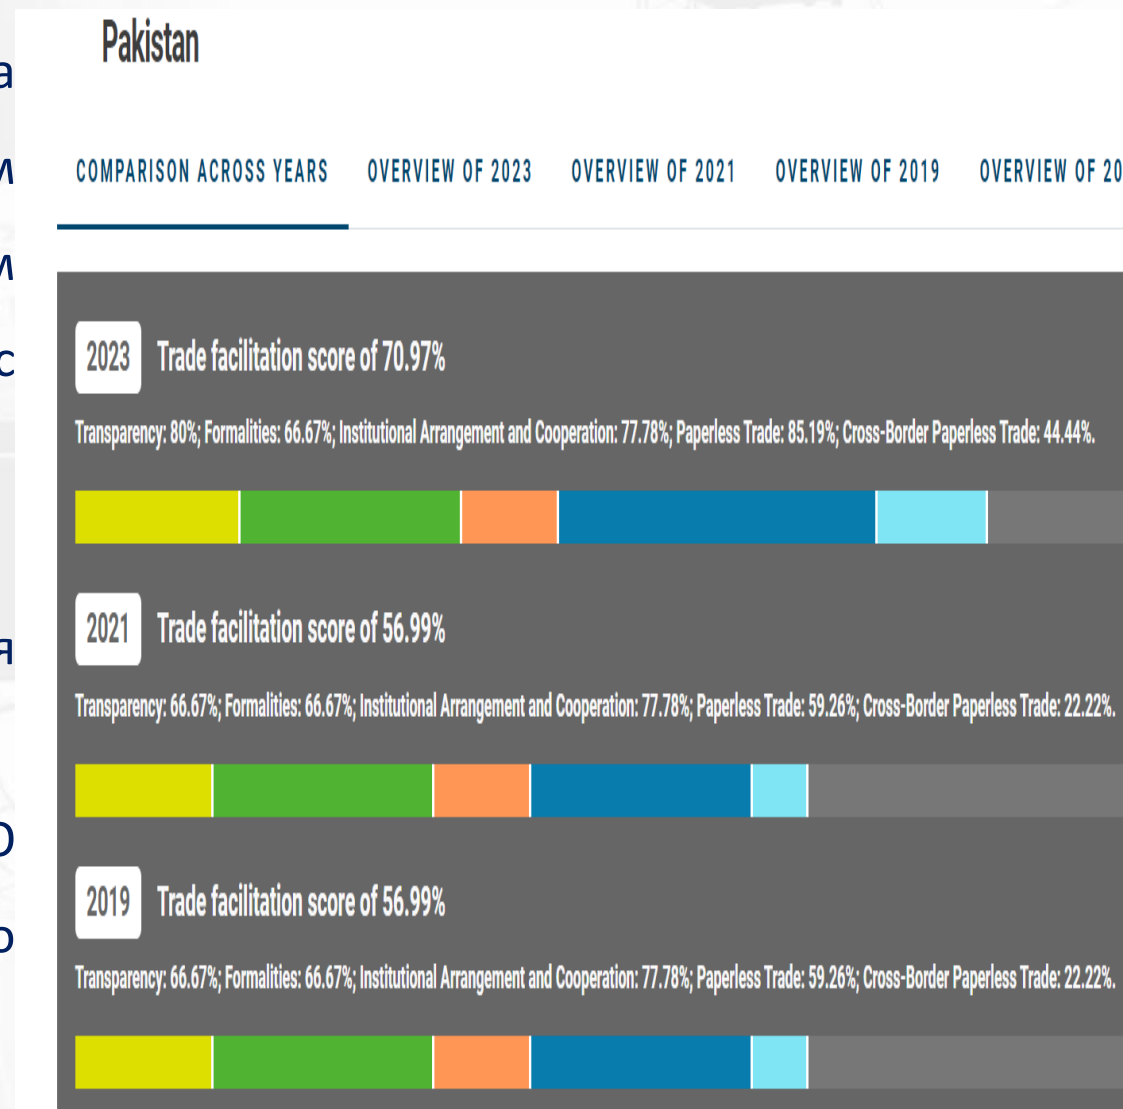 Pakistan
COMPARISON ACROSS YEARS OVERVIEW OF 2023 OVERVIEW OF 2021 OVERVIEW OF 2019 OVERVIEW OF 20
2023 Trade facilitation score of 70.97%
Transparency: 80%; Formalities: 66.67%; Institutional Arrangement and Cooperation: 77.78%; Paperless Trade: 85.19%; Cross-Border Paperless Trade: 44.44%.
2021 Trade facilitation score of 56.99%
Transparency: 66.67%; Formalities: 66.67%; Institutional Arrangement and Cooperation: 77.78%; Paperless Trade: 59.26%; Cross-Border Paperless Trade: 22.22%.
2019 Trade facilitation score of 56.99%
Transparency: 66.67%; Formalities: 66.67%; Institutional Arrangement and Cooperation: 77.78%; Paperless Trade: 59.26%; Cross-Border Paperless Trade: 22.22%.